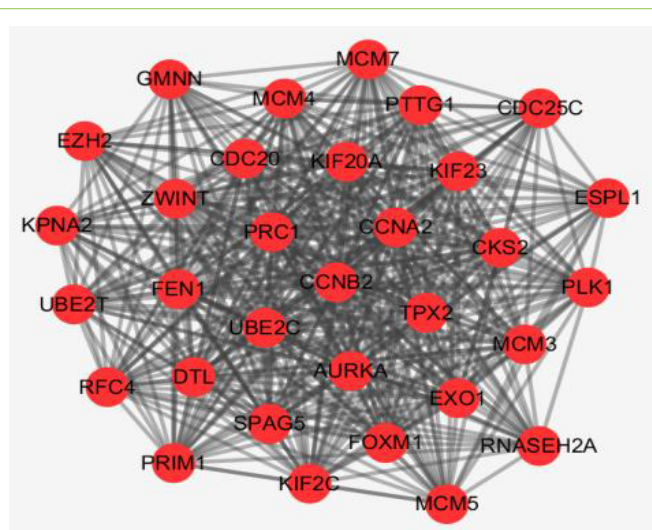 MCM7
GMNN
MCM4
PTTG1
CDC25C
EZH2
CDC20
KIF20A
KIF23
ZWINT
ESPL1
KPNA2
PRC1
CCNA2
CKS2
FEN1
CCNB2
PLK1
UBE2T
UBE2C
TPX2
MCM3
RFC4
DTL
AURKA
EXO1
SPAG5
FOXM1
RNASEH2A
PRIM1
KIF2C
MCM5